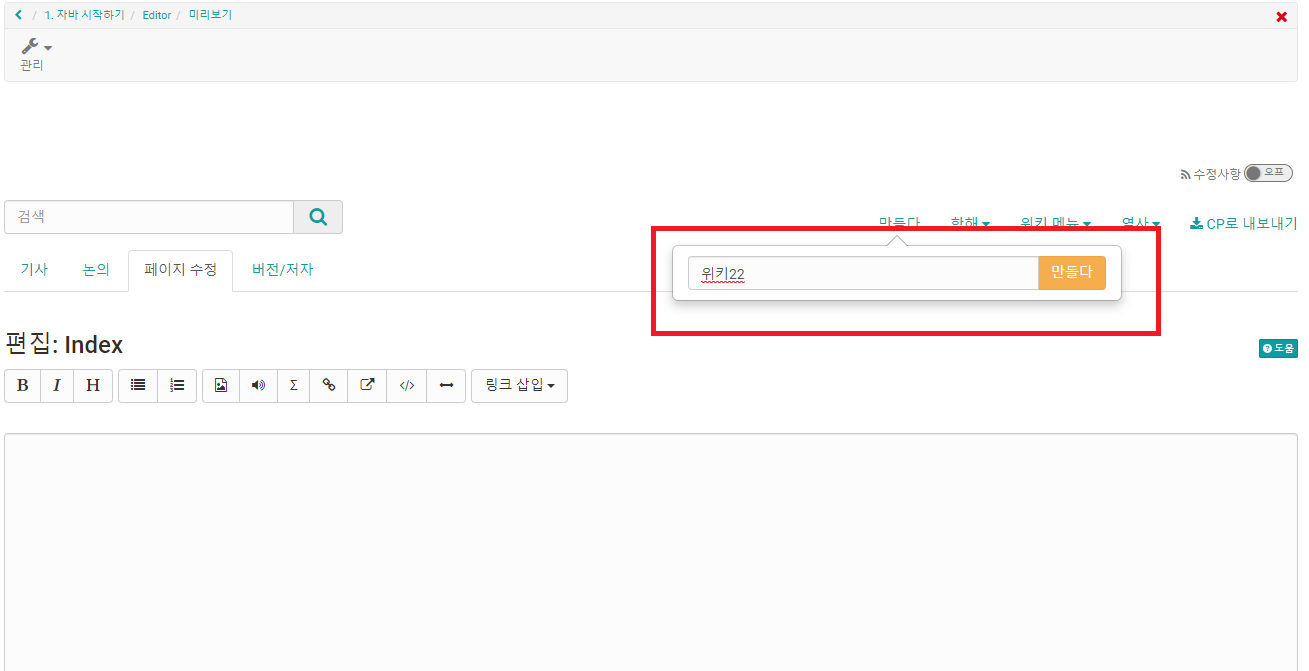 / 1. 자바 시작하기 / Editor / 미리보기
관리
수정사항 오프
검색
만들다 항해 위키 메뉴 역사 CP로 내보내기
위키22 만들다
기사 논의 페이지 수정 버전/저자
편집: Index
도움
B I H Σ </> 링크 삽입